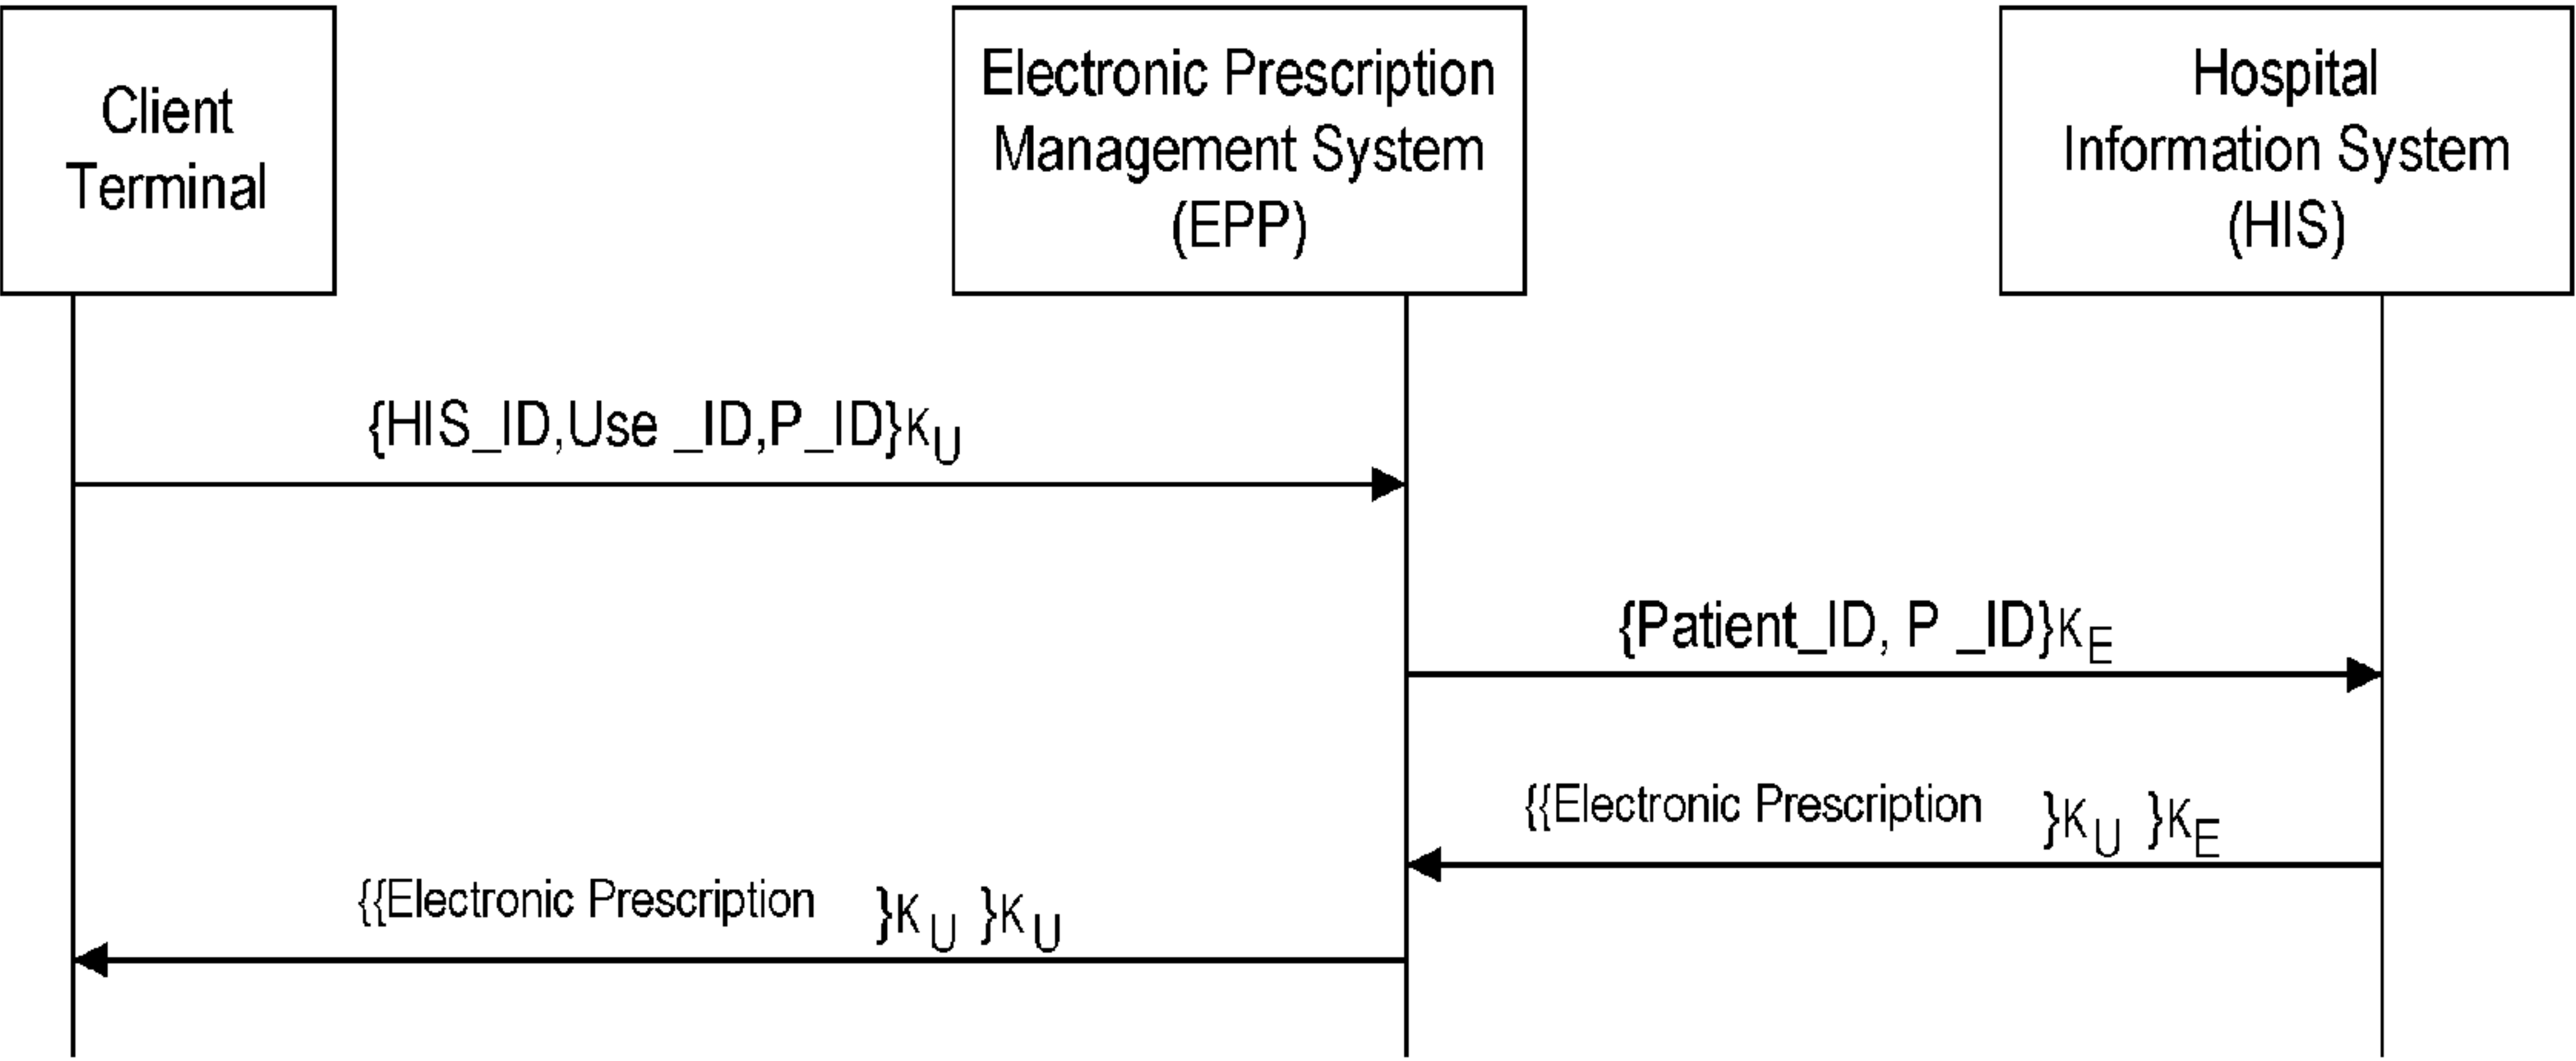 Client
Terminal
Electronic Prescription
Management System
(EPP)
Hospital
Information System
(HIS)
{HIS_ID,Use _ID,P_ID}KU
{Patient_ID, P _ID}KE
{{Electronic Prescription }KU }KE
{{Electronic Prescription }KU }KU